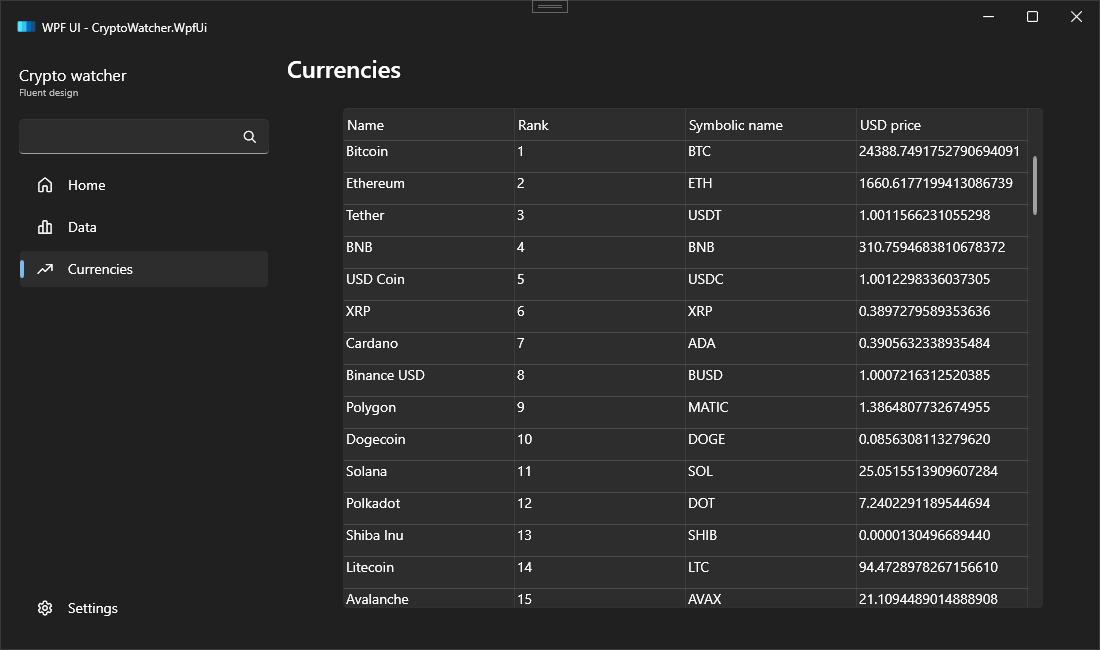 WPF UI - CryptoWatcher.WpfUi
Crypto watcher
Fluent design
Home
Data
Currencies
Settings
Currencies
Name Rank Symbolic name USD price
Bitcoin 1 BTC 24388.7491752790694091
Ethereum 2 ETH 1660.6177199413086739
Tether 3 USDT 1.0011566231055298
BNB 4 BNB 310.7594683810678372
USD Coin 5 USDC 1.0012298336037305
XRP 6 XRP 0.3897279589353636
Cardano 7 ADA 0.3905632338935484
Binance USD 8 BUSD 1.0007216312520385
Polygon 9 MATIC 1.3864807732674955
Dogecoin 10 DOGE 0.0856308113279620
Solana 11 SOL 25.0515513909607284
Polkadot 12 DOT 7.2402291189544694
Shiba Inu 13 SHIB 0.0000130496689440
Litecoin 14 LTC 94.4728978267156610
Avalanche 15 AVAX 21.1094489014888908